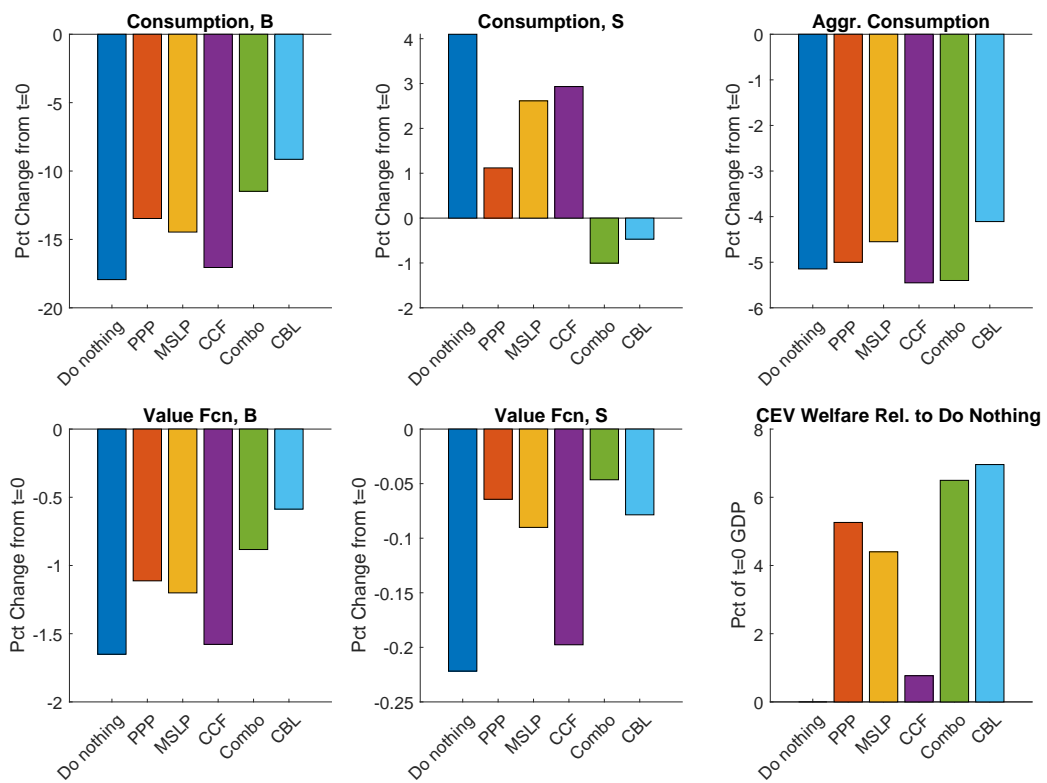 Consumption, B
Pct Change from t=0
0
-5
-10
-15
-20
Do nothing
PPP
MSLP
CCF
Combo
CBL
Consumption, S
Pct Change from t=0
4
3
2
1
0
-1
-2
Do nothing
PPP
MSLP
CCF
Combo
CBL
Aggr. Consumption
Pct Change from t=0
0
-1
-2
-3
-4
-5
-6
Do nothing
PPP
MSLP
CCF
Combo
CBL
Value Fcn, B
Pct Change from t=0
0
-0.5
-1
-1.5
-2
Do nothing
PPP
MSLP
CCF
Combo
CBL
Value Fcn, S
Pct Change from t=0
0
-0.05
-0.1
-0.15
-0.2
-0.25
Do nothing
PPP
MSLP
CCF
Combo
CBL
CEV Welfare Rel. to Do Nothing
Pct of t=0 GDP
8
6
4
2
0
Do nothing
PPP
MSLP
CCF
Combo
CBL